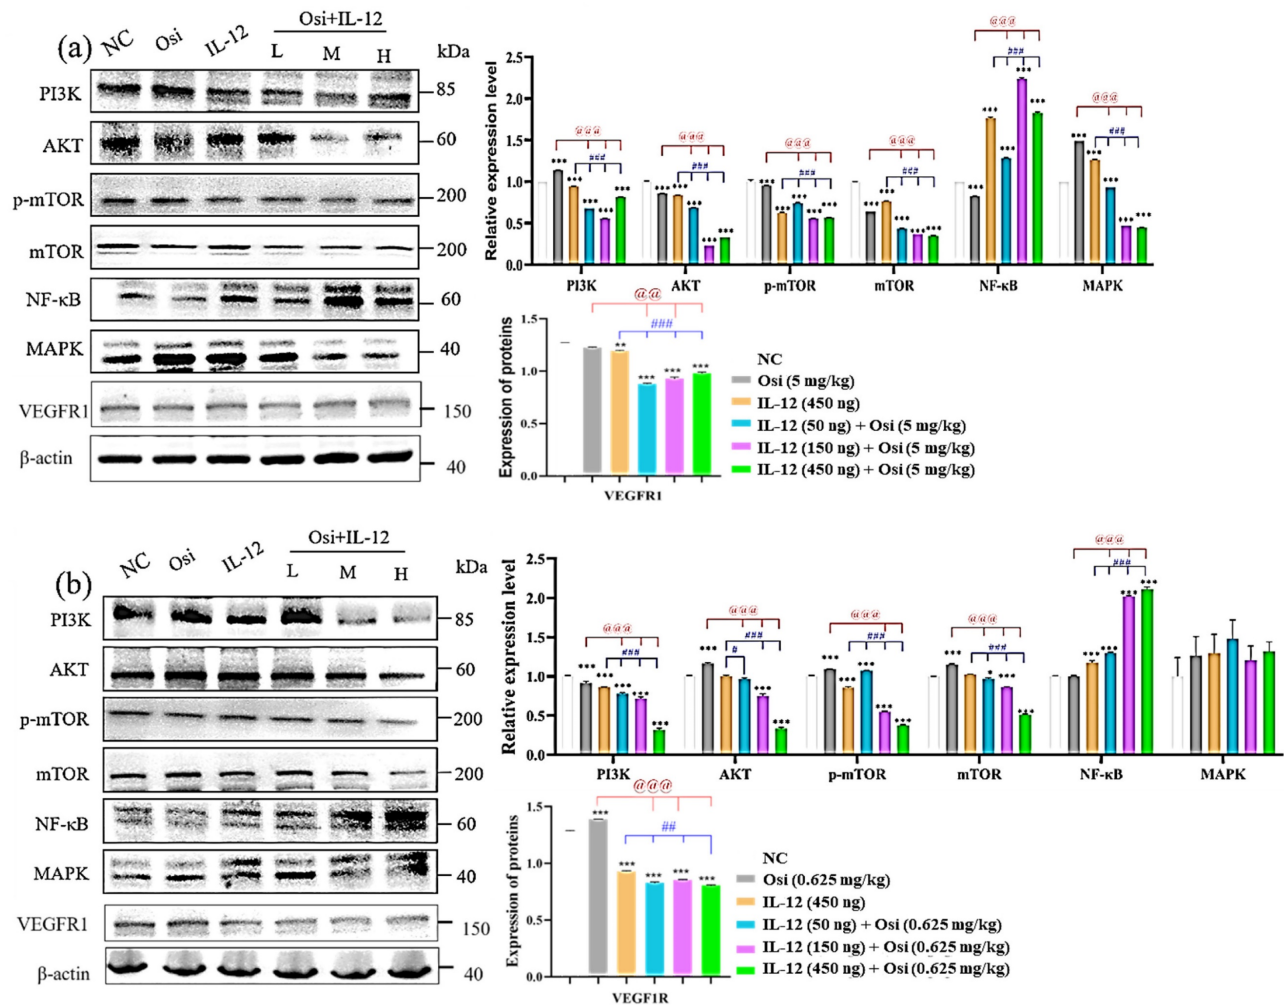 (a)
NC Osi IL-12 Osi+IL-12
L M H
kDa
PI3K 85
AKT 60
p-mTOR 200
mTOR 200
NF-κB 60
MAPK 40
VEGFR1 150
β-actin 40
Relative expression level
2.5
2.0
1.5
1.0
0.5
0.0
@@@ @@@ @@@ @@@ @@@ @@@
### ### ### ### ### ###
*** *** *** *** ***
*** *** *** *** ***
*** *** *** *** ***
*** *** *** *** ***
*** *** *** *** ***
*** *** *** *** ***
PI3K AKT p-mTOR mTOR NF-κB MAPK
Expression of proteins
1.5
1.0
0.5
0.0
@@
###
** *** *** ***
VEGFR1
NC
Osi (5 mg/kg)
IL-12 (450 ng)
IL-12 (50 ng) + Osi (5 mg/kg)
IL-12 (150 ng) + Osi (5 mg/kg)
IL-12 (450 ng) + Osi (5 mg/kg)
(b)
NC Osi IL-12 Osi+IL-12
L M H
kDa
PI3K 85
AKT 60
p-mTOR 200
mTOR 200
NF-κB 60
MAPK 40
VEGFR1 150
β-actin 40
Relative expression level
2.5
2.0
1.5
1.0
0.5
0.0
@@@ @@@ @@@ @@@ @@@
### ### ### ### ###
#
*** *** *** *** ***
*** *** *** ***
*** *** *** *** ***
*** * *** ***
*** *** *** ***
PI3K AKT p-mTOR mTOR NF-κB MAPK
Expression of proteins
1.5
1.0
0.5
0.0
@@@
##
*** *** *** *** ***
VEGF1R
NC
Osi (0.625 mg/kg)
IL-12 (450 ng)
IL-12 (50 ng) + Osi (0.625 mg/kg)
IL-12 (150 ng) + Osi (0.625 mg/kg)
IL-12 (450 ng) + Osi (0.625 mg/kg)